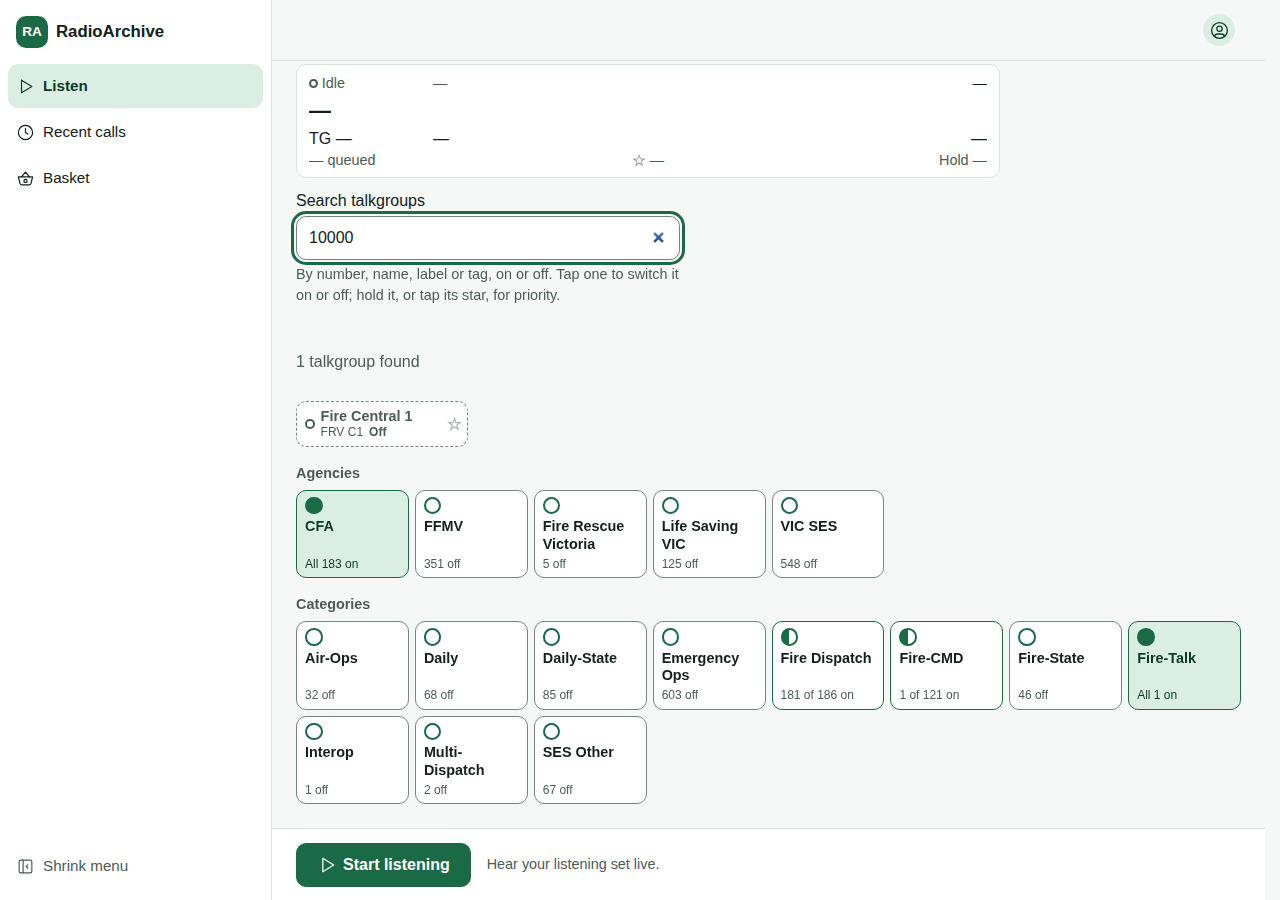 RA RadioArchive
Listen
Recent calls
Basket
Shrink menu
Idle — —
—
TG — — —
— queued ☆ — Hold —
Search talkgroups
10000
By number, name, label or tag, on or off. Tap one to switch it
on or off; hold it, or tap its star, for priority.
1 talkgroup found
Fire Central 1
FRV C1 Off
Agencies
CFA
All 183 on
FFMV
351 off
Fire Rescue
Victoria
5 off
Life Saving
VIC
125 off
VIC SES
548 off
Categories
Air-Ops
32 off
Daily
68 off
Daily-State
85 off
Emergency
Ops
603 off
Fire Dispatch
181 of 186 on
Fire-CMD
1 of 121 on
Fire-State
46 off
Fire-Talk
All 1 on
Interop
1 off
Multi-
Dispatch
2 off
SES Other
67 off
Start listening
Hear your listening set live.